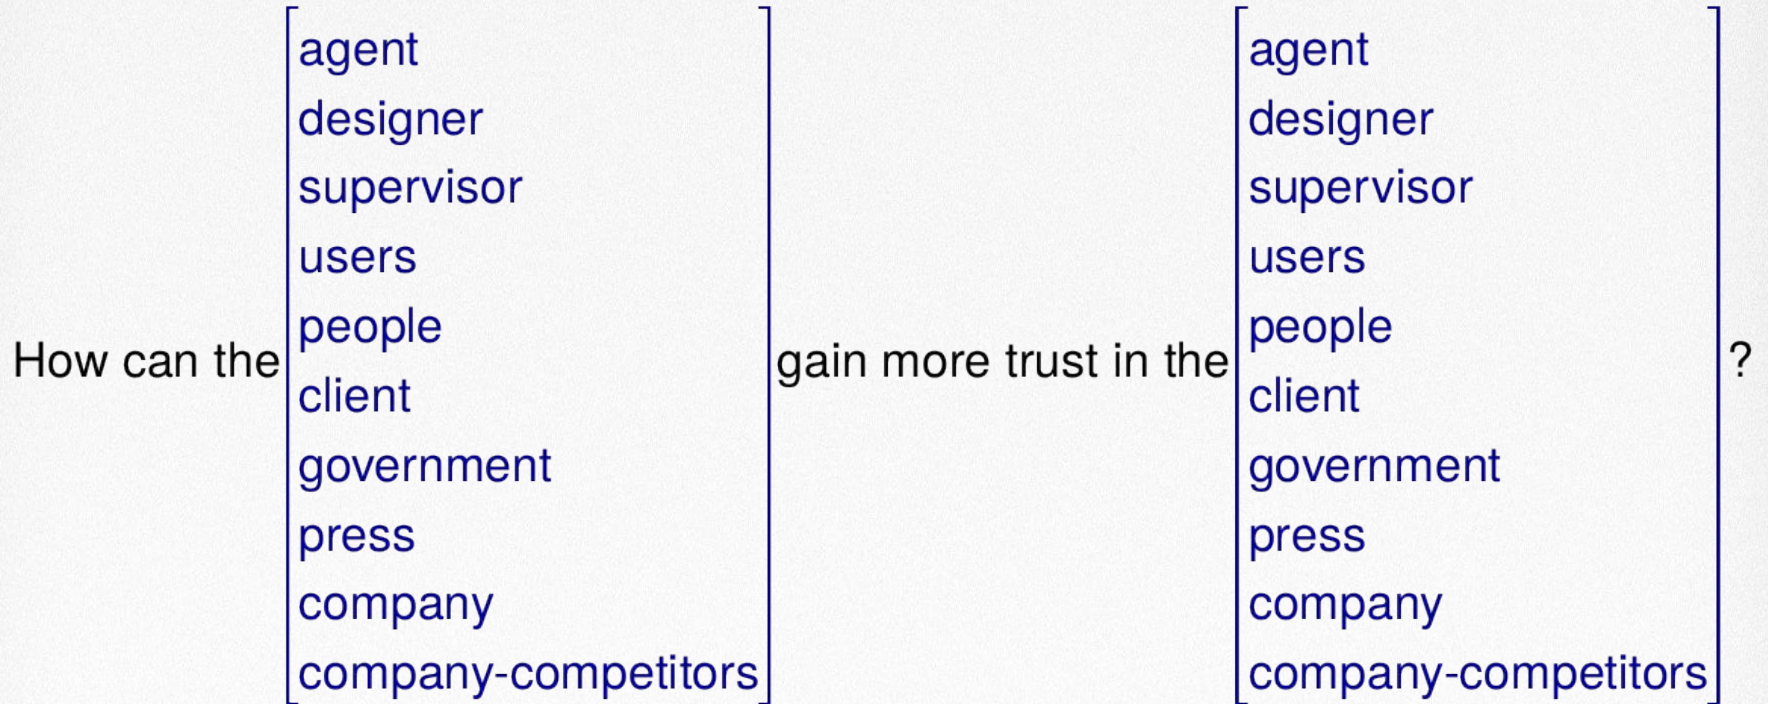 agent agent
designer designer
supervisor supervisor
users users
people people
How can the gain more trust in the ?
client client
government government
press press
company company
company-competitors company-competitors